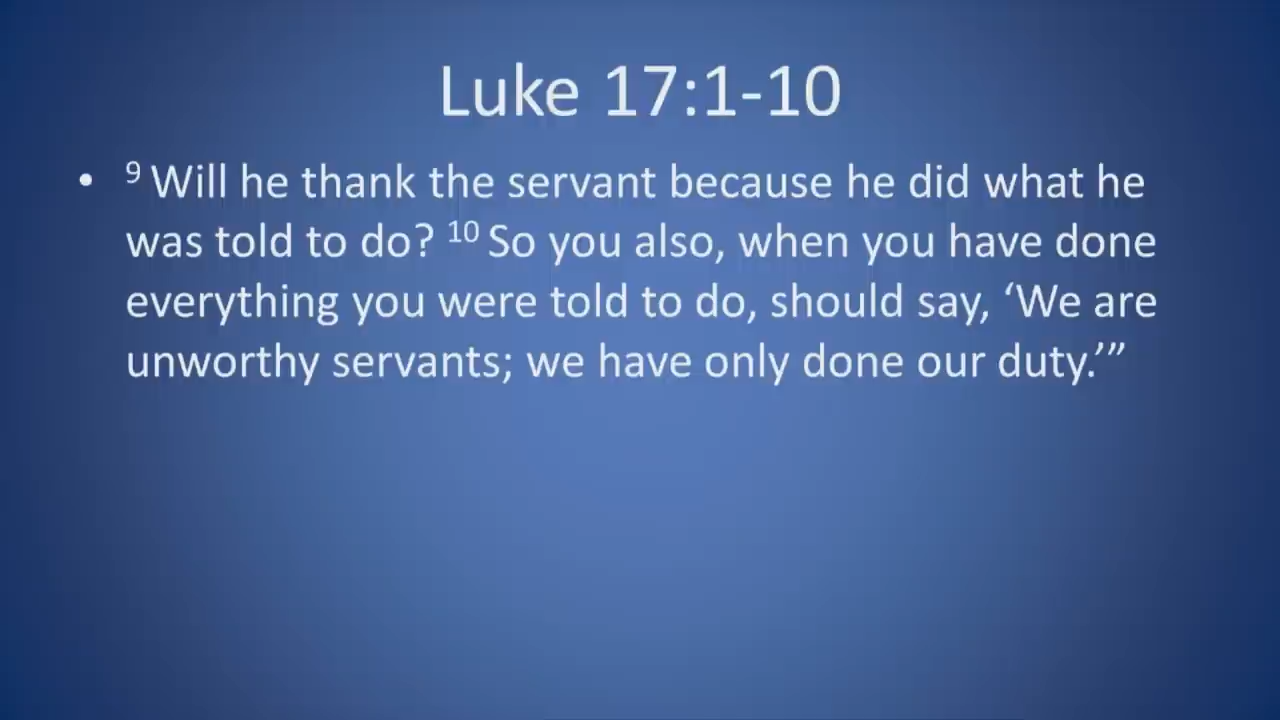 Luke 17:1-10
• ⁹ Will he thank the servant because he did what he
was told to do? ¹⁰ So you also, when you have done
everything you were told to do, should say, ‘We are
unworthy servants; we have only done our duty.’”